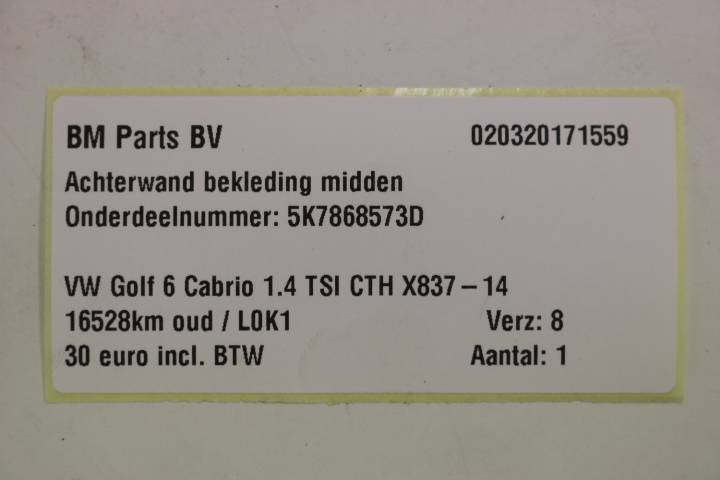 BM Parts BV 020320171559
Achterwand bekleding midden
Onderdeelnummer: 5K7868573D
VW Golf 6 Cabrio 1.4 TSI CTH X837 – 14
16528km oud / L0K1 Verz: 8
30 euro incl. BTW Aantal: 1